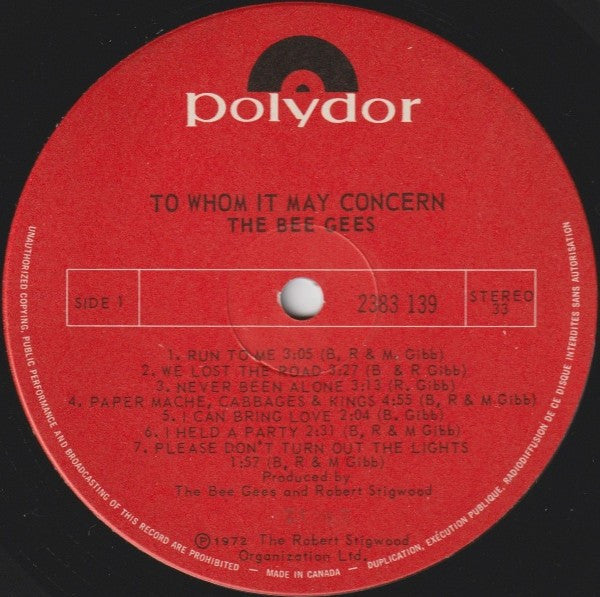 polydor
TO WHOM IT MAY CONCERN
THE BEE GEES
SIDE 1
2383 139
STEREO
33
1. RUN TO ME 3:05 (B, R & M. Gibb)
2. WE LOST THE ROAD 3:27 (B & R Gibb)
3. NEVER BEEN ALONE 3:13 (R. Gibb)
4. PAPER MACHE, CABBAGES & KINGS 4:55 (B, R & M Gibb)
5. I CAN BRING LOVE 2:04 (B. Gibb)
6. I HELD A PARTY 2:31 (B, R & M Gibb)
7. PLEASE DON'T TURN OUT THE LIGHTS
1:57 (B, R & M Gibb)
Produced by
The Bee Gees and Robert Stigwood
℗1972 The Robert Stigwood
Organization Ltd.
UNAUTHORIZED COPYING, PUBLIC PERFORMANCE AND BROADCASTING OF THIS RECORD ARE PROHIBITED – MADE IN CANADA – DUPLICATION, EXÉCUTION PUBLIQUE, RADIODIFFUSION DE CE DISQUE INTERDITES SANS AUTORISATION